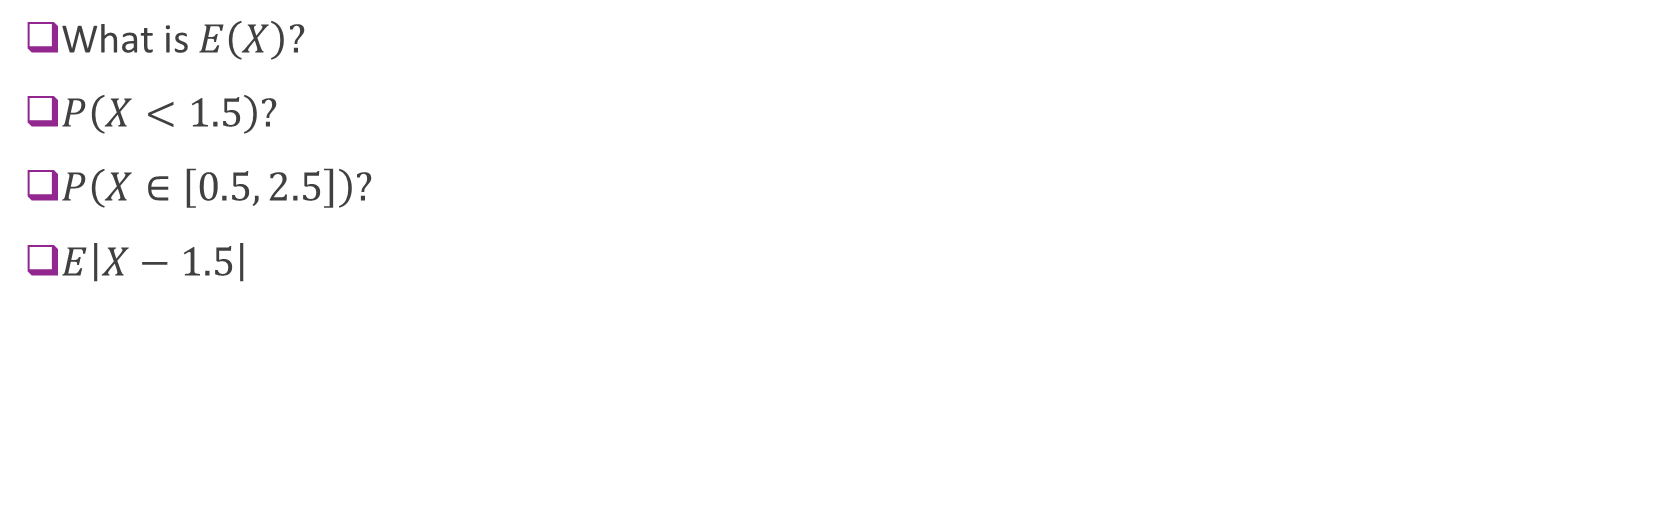 ❑What is E(X)?
❑P(X < 1.5)?
❑P(X ∈ [0.5, 2.5])?
❑E|X − 1.5|